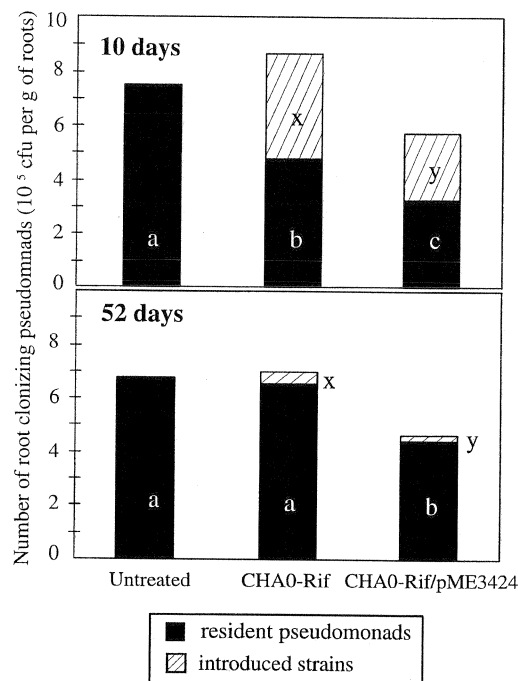 Number of root clonizing pseudomnads (10 5 cfu per g of roots)
10
8
6
4
2
0
10 days
a
x
b
y
c
8
6
4
2
0
52 days
a
x
a
y
b
Untreated CHA0-Rif CHA0-Rif/pME3424
resident pseudomonads
introduced strains